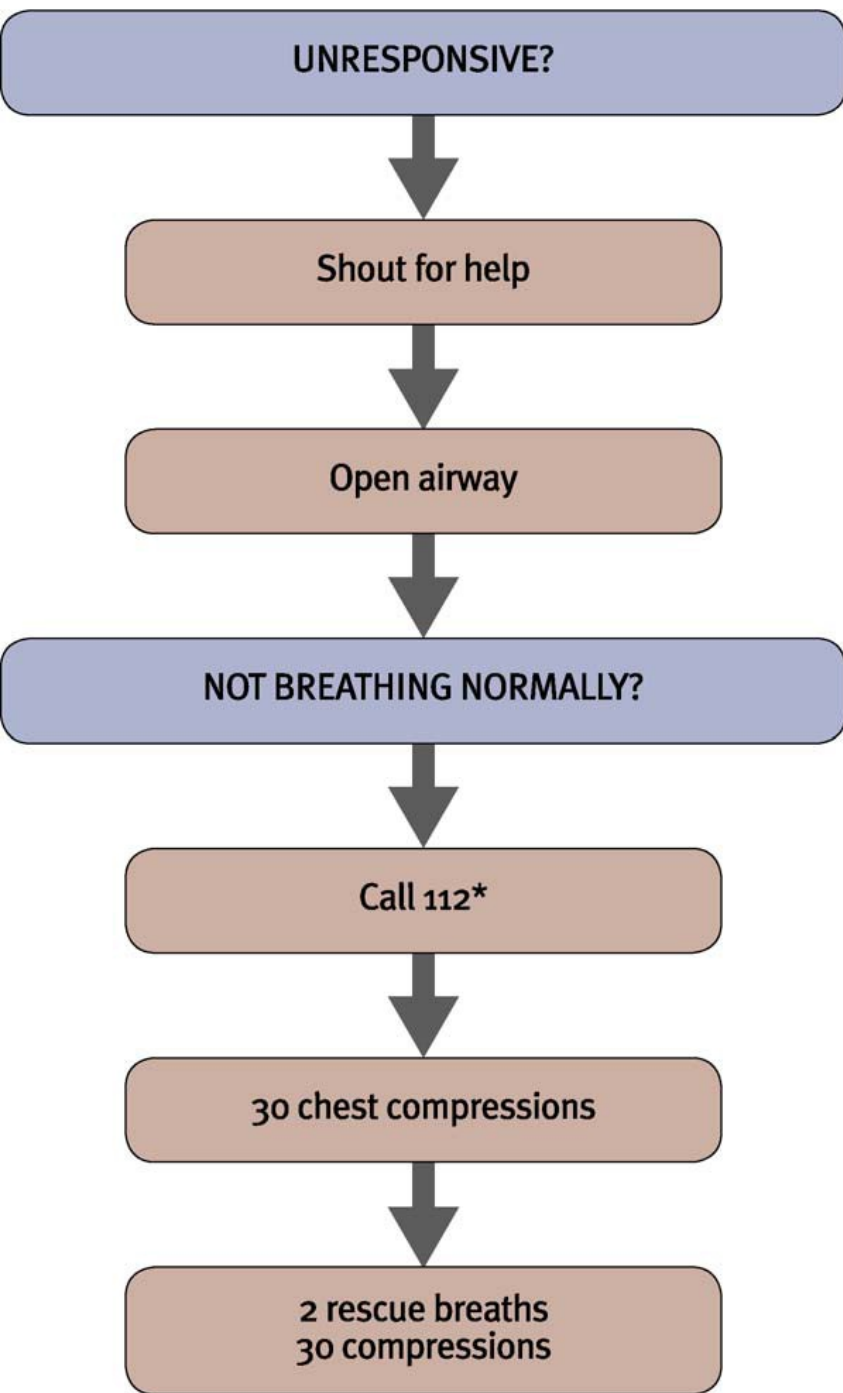 UNRESPONSIVE?
Shout for help
Open airway
NOT BREATHING NORMALLY?
Call 112*
30 chest compressions
2 rescue breaths
30 compressions